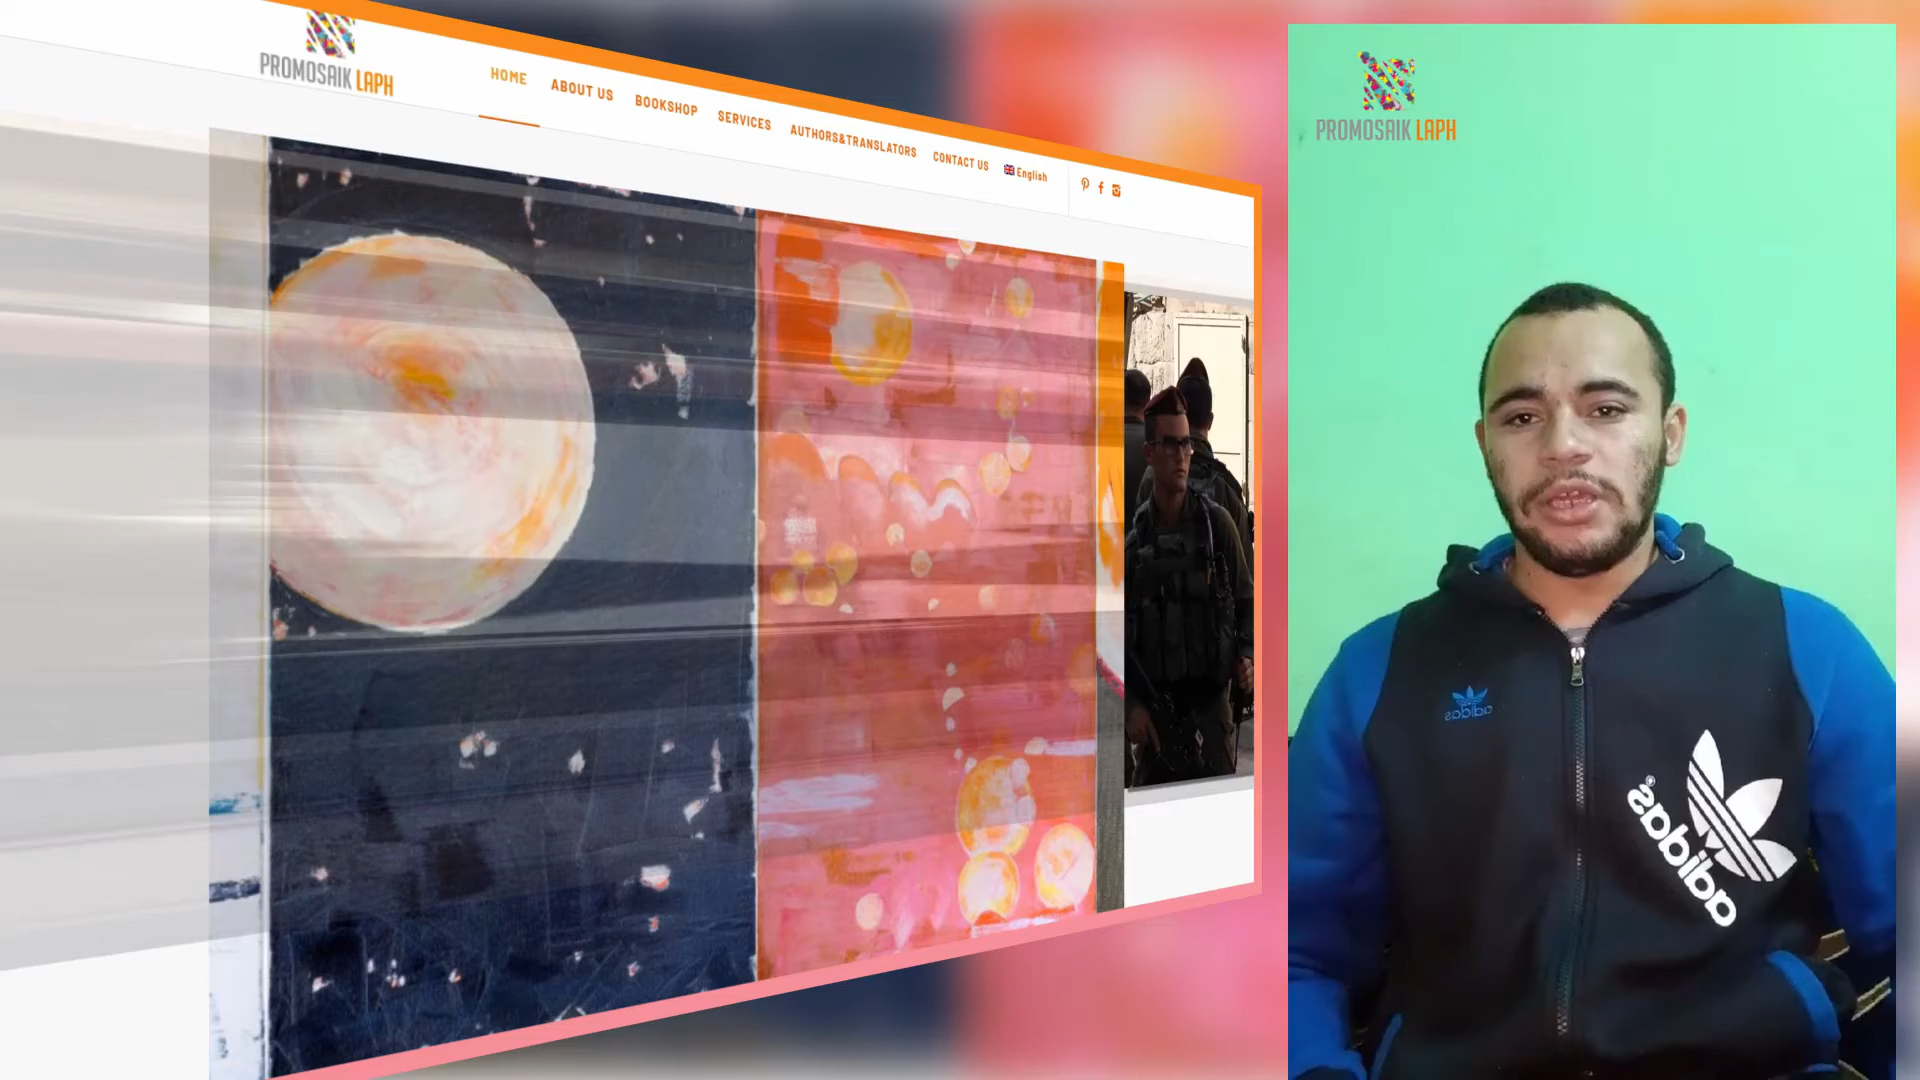 PROMOSAIK LAPH
HOME
ABOUT US
BOOKSHOP
SERVICES
AUTHORS&TRANSLATORS
CONTACT US
English
PROMOSAIK LAPH
adidas
adidas